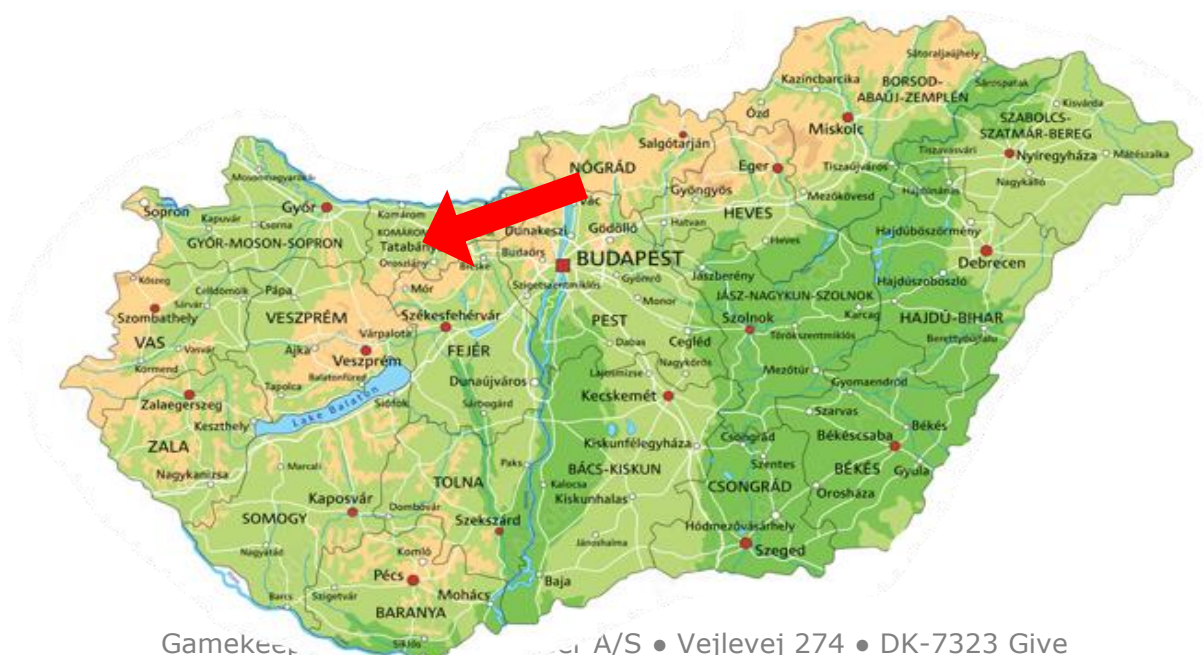 Sátoraljaújhely
Kazincbarcika
BORSOD-
ABAÚJ-ZEMPLÉN
Sárospatak
Kisvárda
Ózd
Miskolc
SZABOLCS-
SZATMÁR-BEREG
Salgótarján
Tiszavasvári
Nyíregyháza
Mátészalka
NÓGRÁD
Eger
Tiszaújváros
Nagykálló
Gyöngyös
Mezőkövesd
Hajdúnánás
Sopron
Győr
Komárom
Vác
Hatvan
HEVES
Kapuvár
Csorna
Dunakeszi
Gödöllő
Hajdúböszörmény
GYŐR-MOSON-SOPRON
Heves
Oroszlány
Budaörs
BUDAPEST
Debrecen
Kőszeg
Gyömrő
Jászberény
Hajdúszoboszló
Celldömölk
Pápa
Mór
Szigetszentmiklós
Monor
JÁSZ-NAGYKUN-SZOLNOK
Sárvár
Szombathely
VESZPRÉM
Székesfehérvár
PEST
Szolnok
Karcag
HAJDÚ-BIHAR
Várpalota
Törökszentmiklós
Berettyóújfalu
VAS
Vasvár
Ajka
Veszprém
FEJÉR
Dabas
Cegléd
Körmend
Balatonfüred
Nagykőrös
Lajosmizse
Mezőtúr
Tapolca
Dunaújváros
Gyomaendrőd
Zalaegerszeg
Lake Balaton
Siófok
Sárbogárd
Kecskemét
Szarvas
Keszthely
Békés
ZALA
Kiskunfélegyháza
Csongrád
Békéscsaba
Marcali
Paks
Szentes
Nagykanizsa
BÁCS-KISKUN
BÉKÉS
Gyula
TOLNA
Kalocsa
CSONGRÁD
Orosháza
Kaposvár
Kiskunhalas
SOMOGY
Dombóvár
Szekszárd
Hódmezővásárhely
Nagyatád
Komló
Jánoshalma
Szeged
Pécs
Baja
Barcs
Szigetvár
Mohács
BARANYA
Siklós
A/S ● Vejlevej 274 ● DK-7323 Give